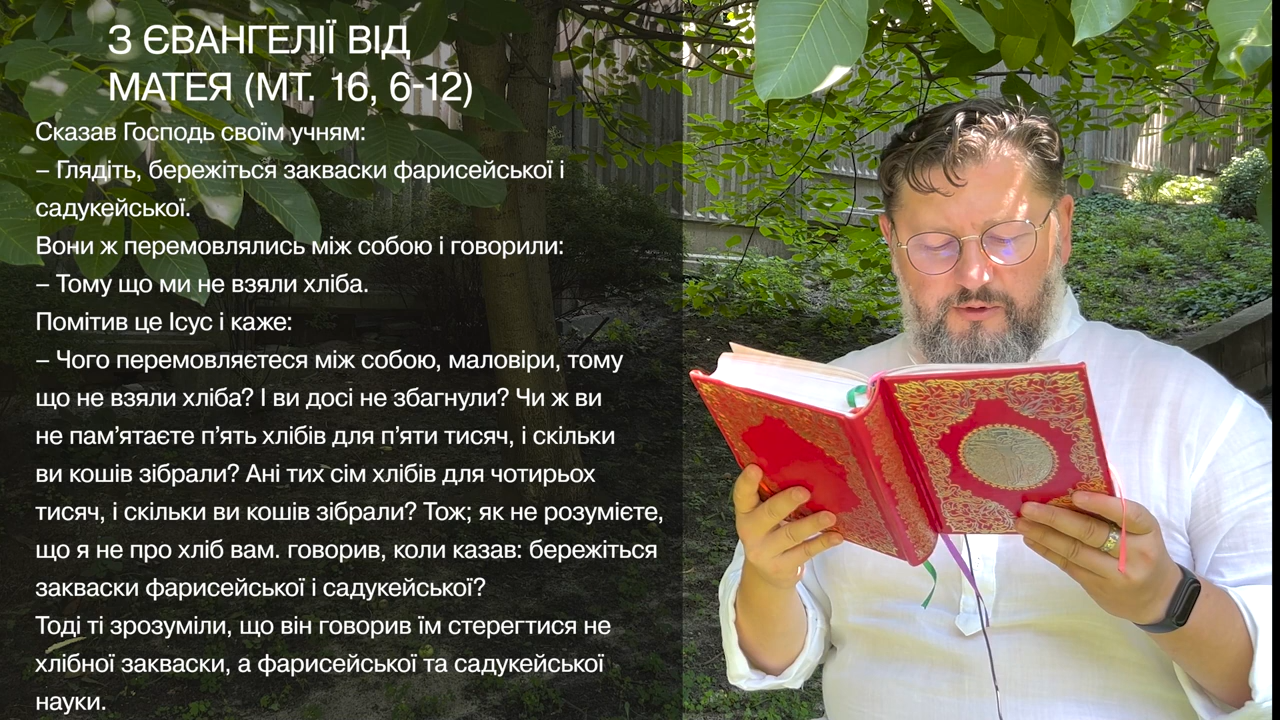 З ЄВАНГЕЛІЇ ВІД
МАТЕЯ (МТ. 16, 6-12)
Сказав Господь своїм учням:
– Глядіть, бережіться закваски фарисейської і
садукейської.
Вони ж перемовлялись між собою і говорили:
– Тому що ми не взяли хліба.
Помітив це Ісус і каже:
– Чого перемовляєтеся між собою, маловіри, тому
що не взяли хліба? І ви досі не збагнули? Чи ж ви
не пам’ятаєте п’ять хлібів для п’яти тисяч, і скільки
ви кошів зібрали? Ані тих сім хлібів для чотирьох
тисяч, і скільки ви кошів зібрали? Тож; як не розумієте,
що я не про хліб вам. говорив, коли казав: бережіться
закваски фарисейської і садукейської?
Тоді ті зрозуміли, що він говорив їм стерегтися не
хлібної закваски, а фарисейської та садукейської
науки.